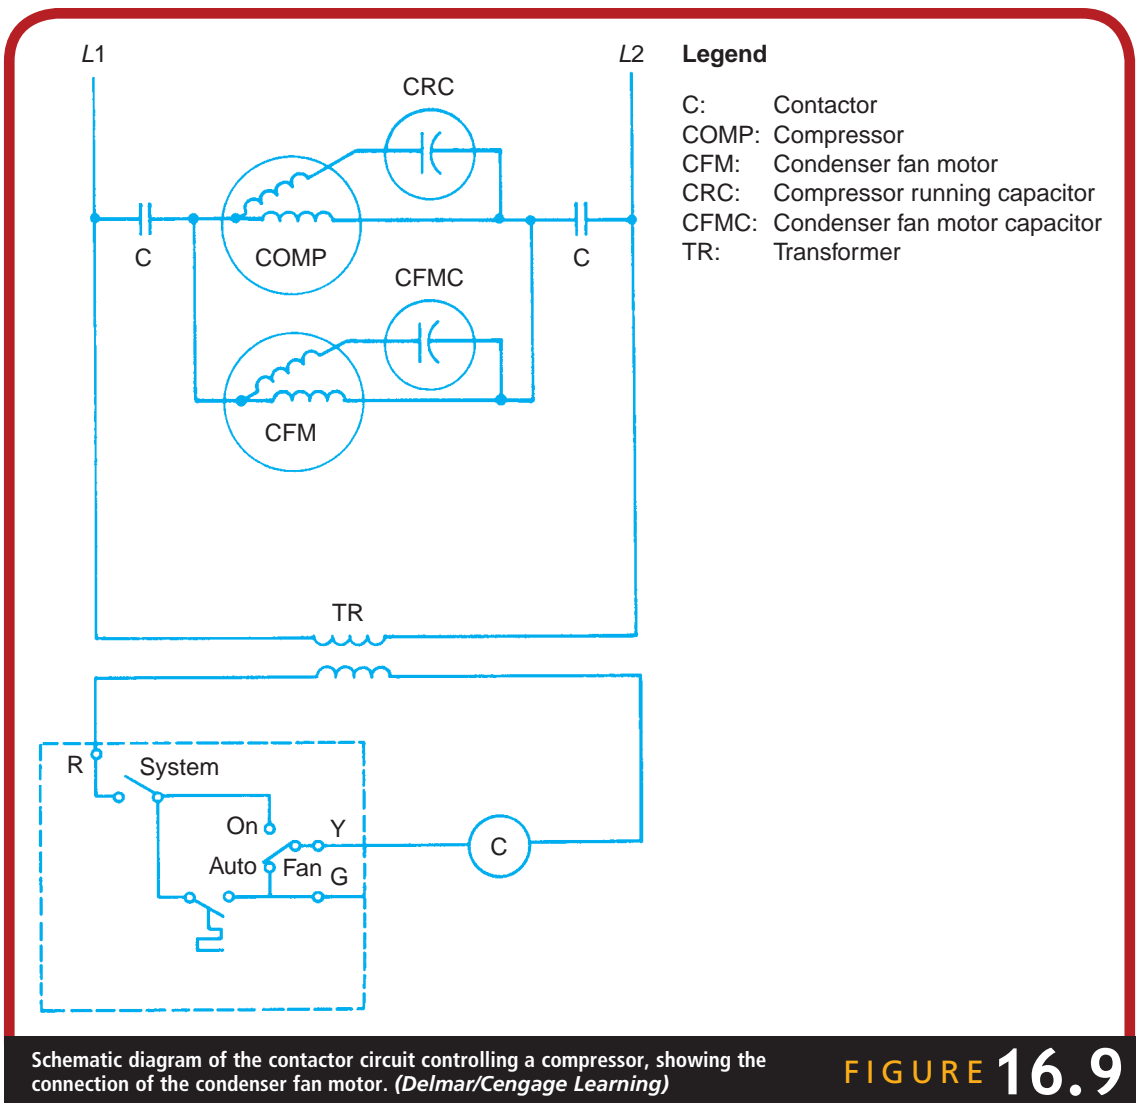 L1
L2
Legend
CRC
C: Contactor
COMP: Compressor
CFM: Condenser fan motor
CRC: Compressor running capacitor
CFMC: Condenser fan motor capacitor
TR: Transformer
C
COMP
C
CFMC
CFM
TR
R
System
On
Y
C
Auto
Fan
G
Schematic diagram of the contactor circuit controlling a compressor, showing the
connection of the condenser fan motor. (Delmar/Cengage Learning)
FIGURE 16.9